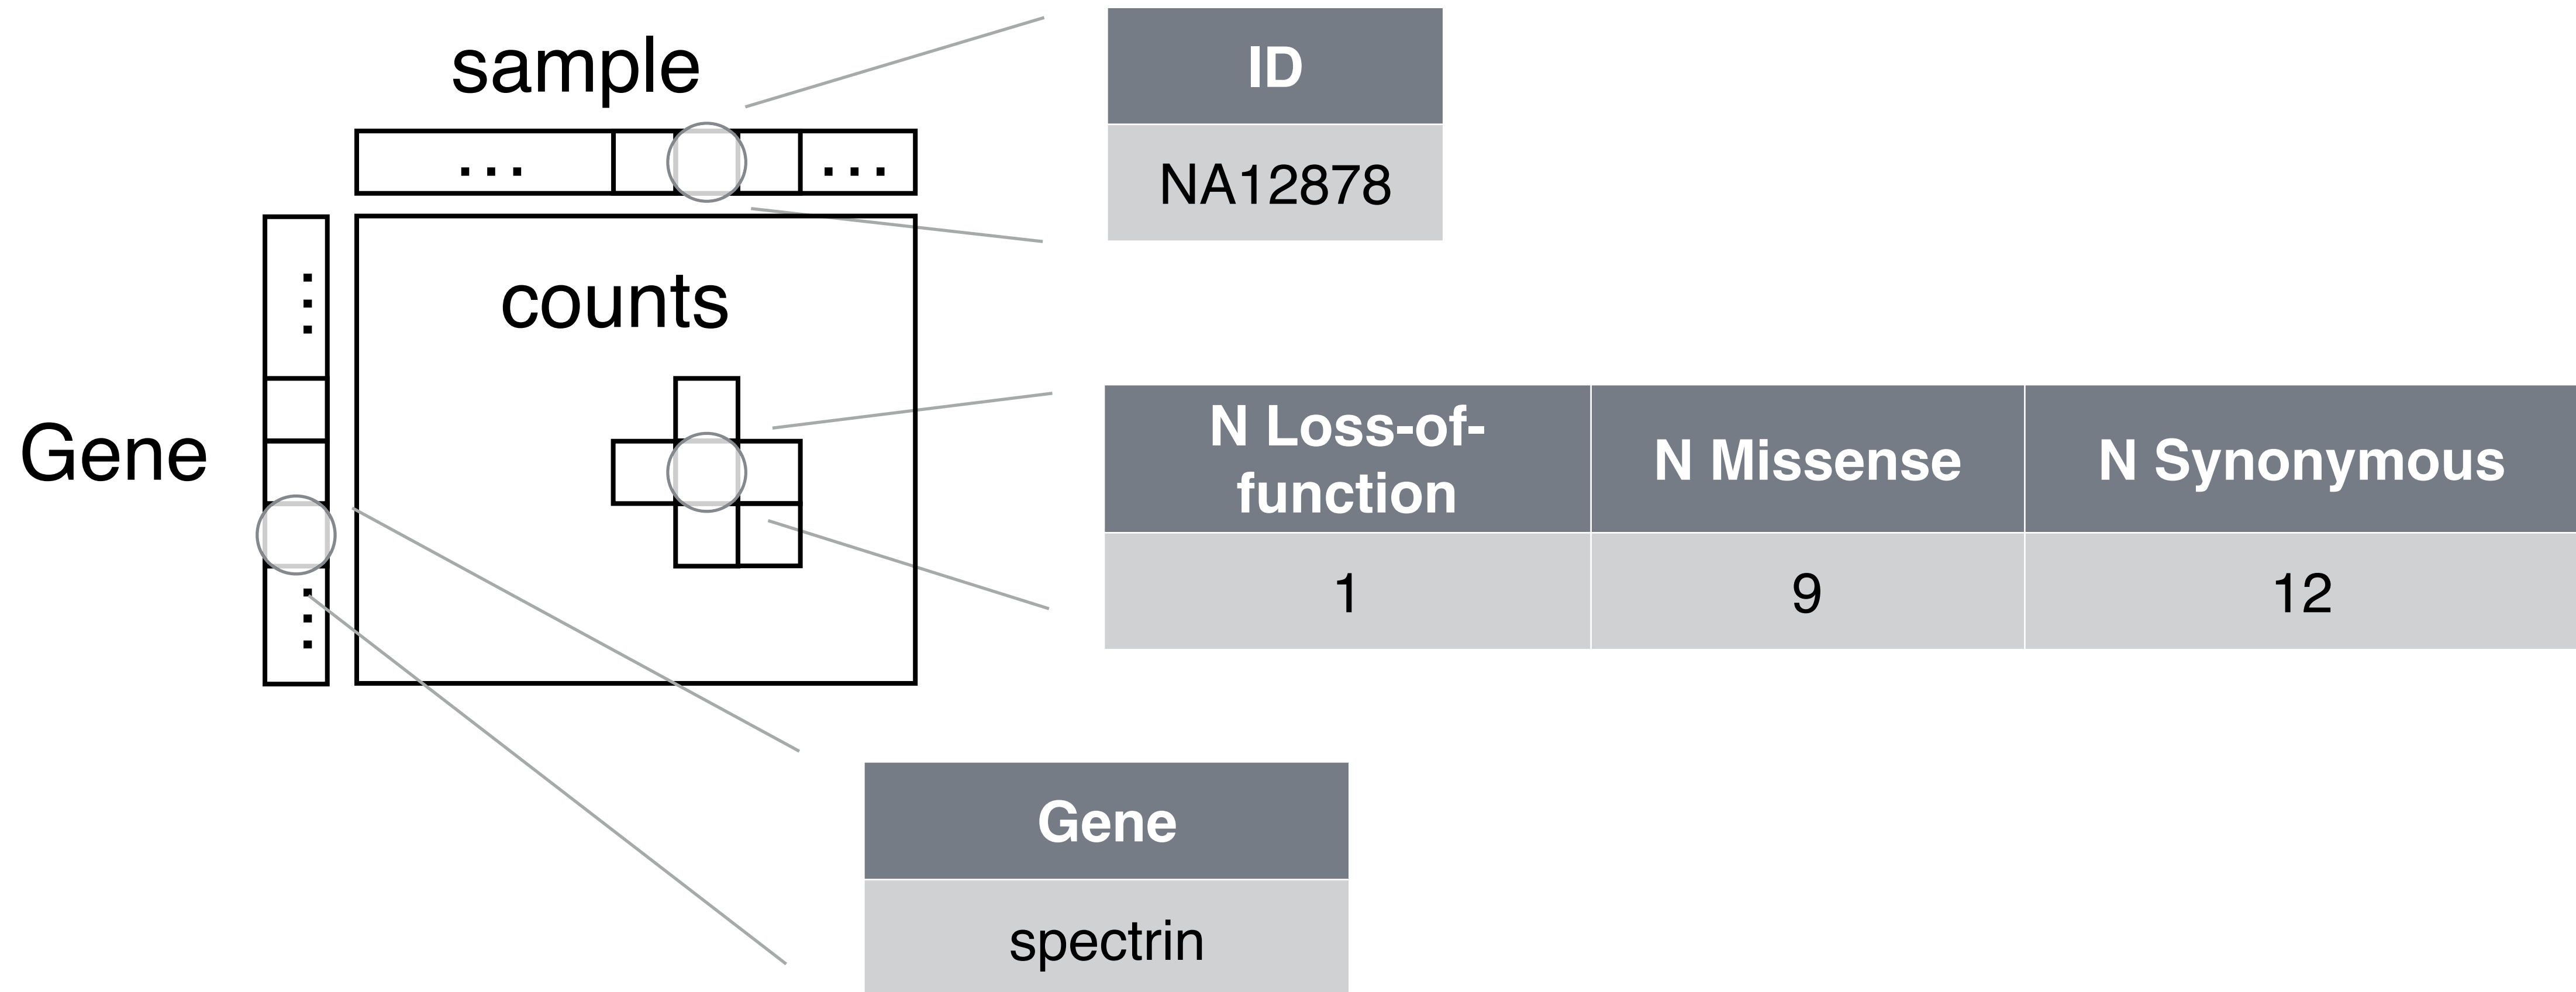 sample
...
...
ID
NA12878
Gene
counts
N Loss-of-
function
N Missense
N Synonymous
1
9
12
Gene
spectrin